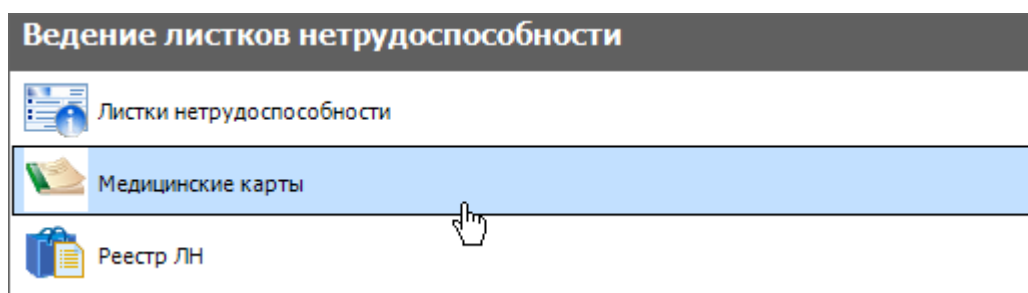 Ведение листков нетрудоспособности
Листки нетрудоспособности
Медицинские карты
Реестр ЛН